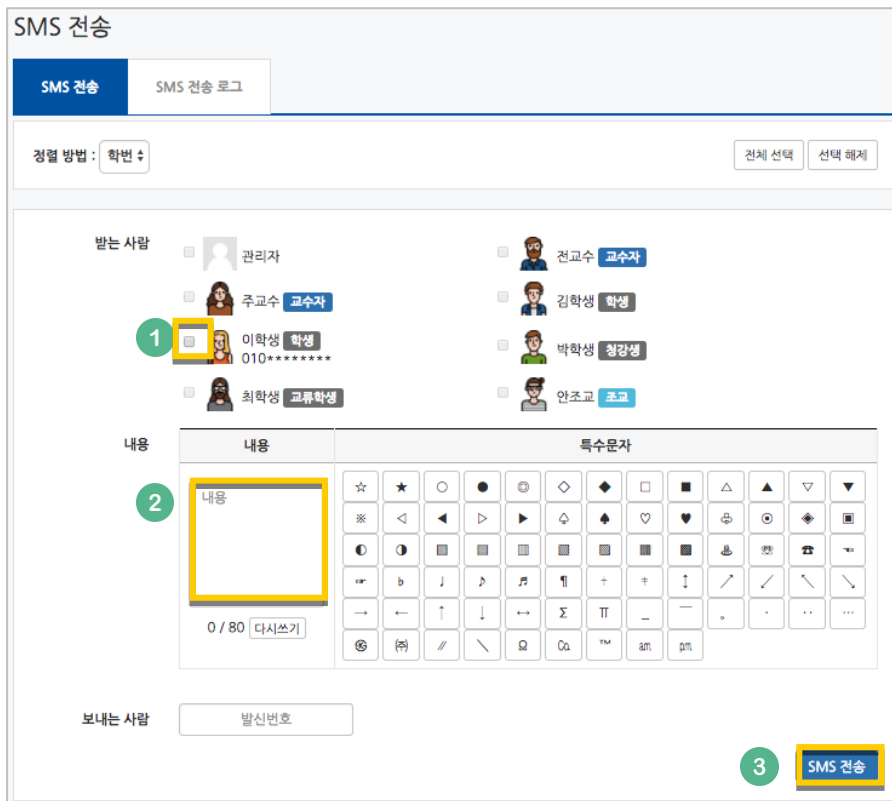 SMS 전송
SMS 전송 SMS 전송 로그
정렬 방법 : 학번 전체 선택 선택 해제
받는 사람
관리자 전교수 교수자
주교수 교수자 김학생 학생
1 이학생 학생 박학생 청강생
010********
최학생 교류학생 안조교 조교
내용 내용 특수문자
2 내용
☆ ★ ○ ● ◎ ◇ ◆ □ ■ △ ▲ ▽ ▼
※ ◁ ◀ ▷ ▶ ♤ ♠ ♡ ♥ ♧ ⊙ ◈ ▣
◐ ◑ ▒ ▤ ▥ ▨ ▧ ▦ ▩ ♨ ☏ ☎ ☜
☞ ♭ ♩ ♪ ♬ ¶ † ‡ ↕ ↗ ↙ ↖ ↘
→ ← ↑ ↓ ↔ Σ Π _ ￣ 。 · ‥ …
㉿ ㈜ ∥ ＼ Ω ㏇ ™ ㏂ ㏘
0 / 80 다시쓰기
보내는 사람 발신번호
3 SMS 전송